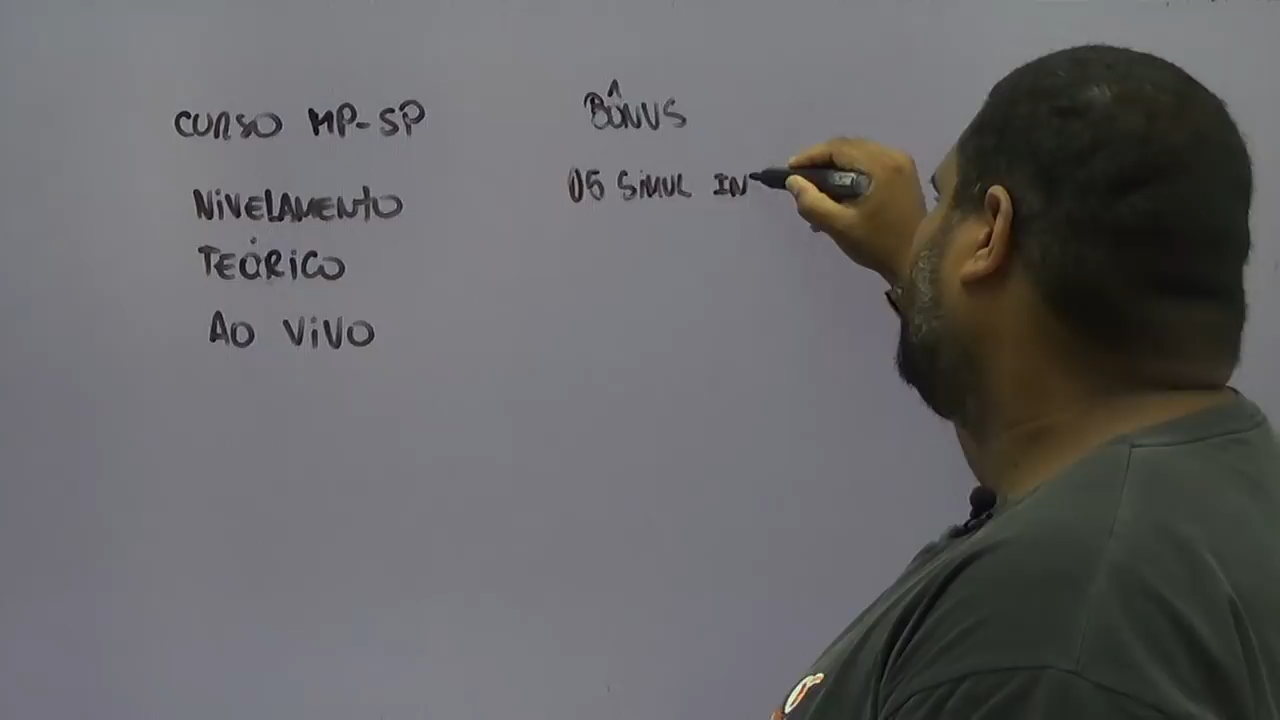 CURSO MP-SP
NiVELAMENTO
TEÓRiCO
AO ViVO
BÔNUS
05 SiMUL IN